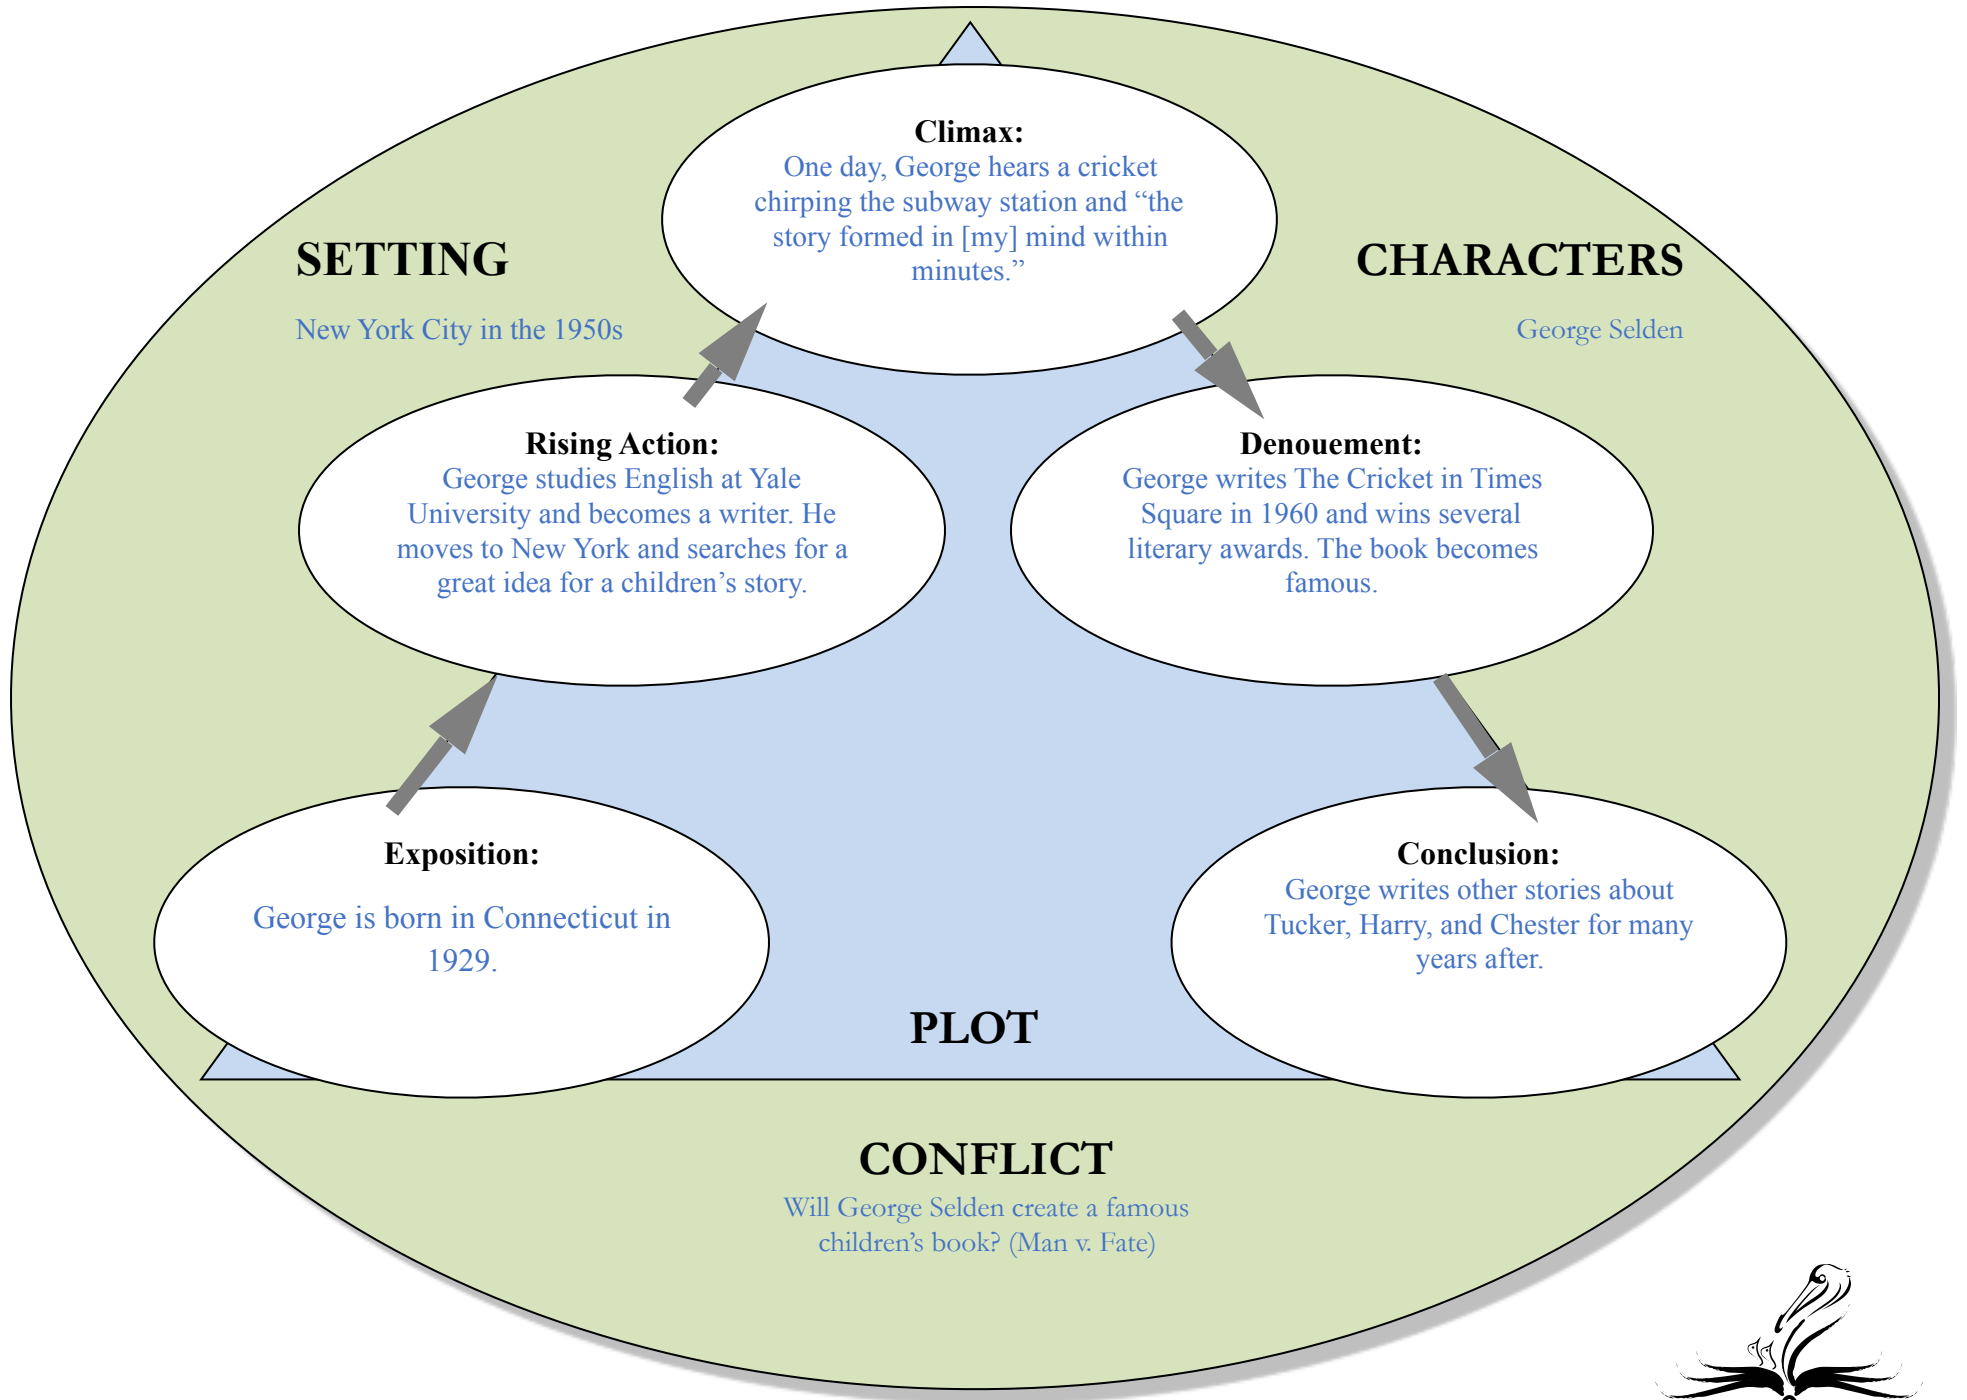 Climax:
One day, George hears a cricket
chirping the subway station and “the
story formed in [my] mind within
minutes.”
SETTING
New York City in the 1950s
CHARACTERS
George Selden
Rising Action:
George studies English at Yale
University and becomes a writer. He
moves to New York and searches for a
great idea for a children’s story.
Denouement:
George writes The Cricket in Times
Square in 1960 and wins several
literary awards. The book becomes
famous.
Exposition:
George is born in Connecticut in
1929.
Conclusion:
George writes other stories about
Tucker, Harry, and Chester for many
years after.
PLOT
CONFLICT
Will George Selden create a famous
children’s book? (Man v. Fate)